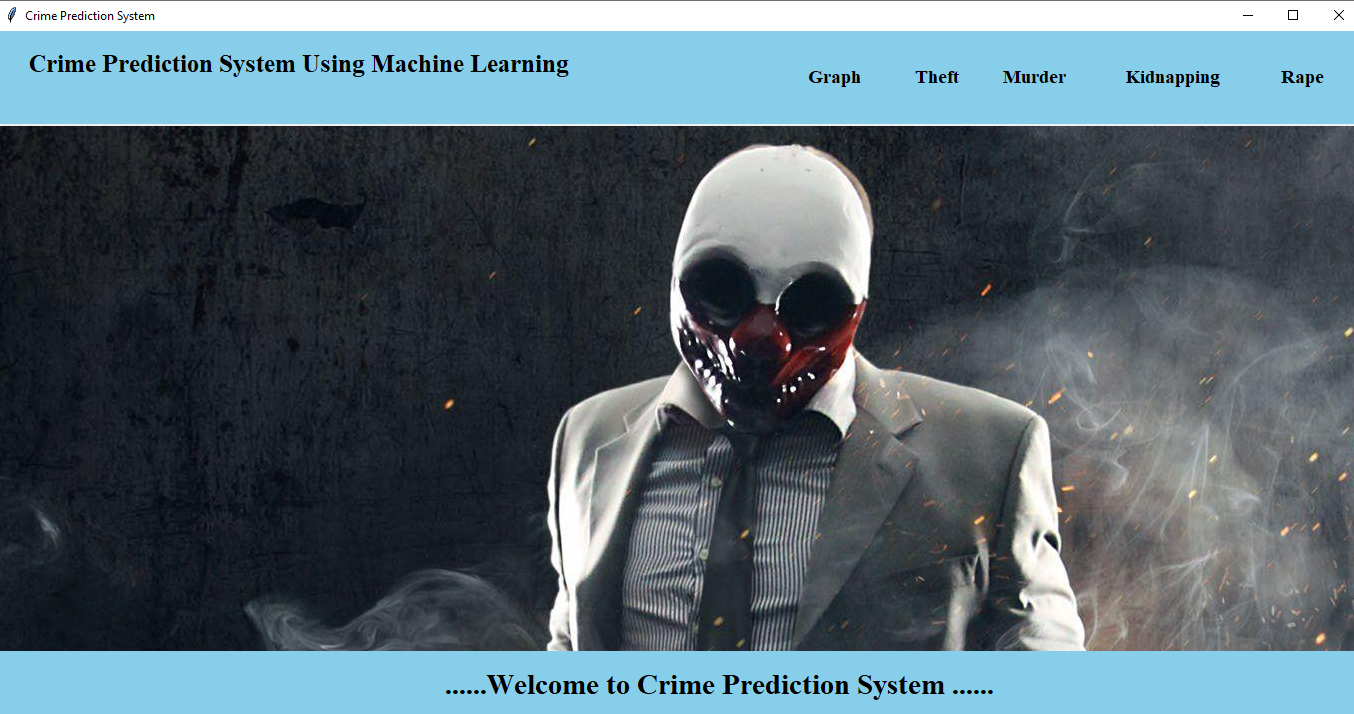 Crime Prediction System
Crime Prediction System Using Machine Learning
Graph Theft Murder Kidnapping Rape
......Welcome to Crime Prediction System ......